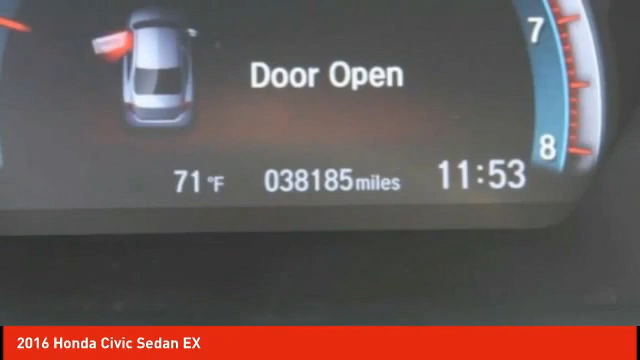 7
Door Open
8
71°F 038185miles 11:53
2016 Honda Civic Sedan EX